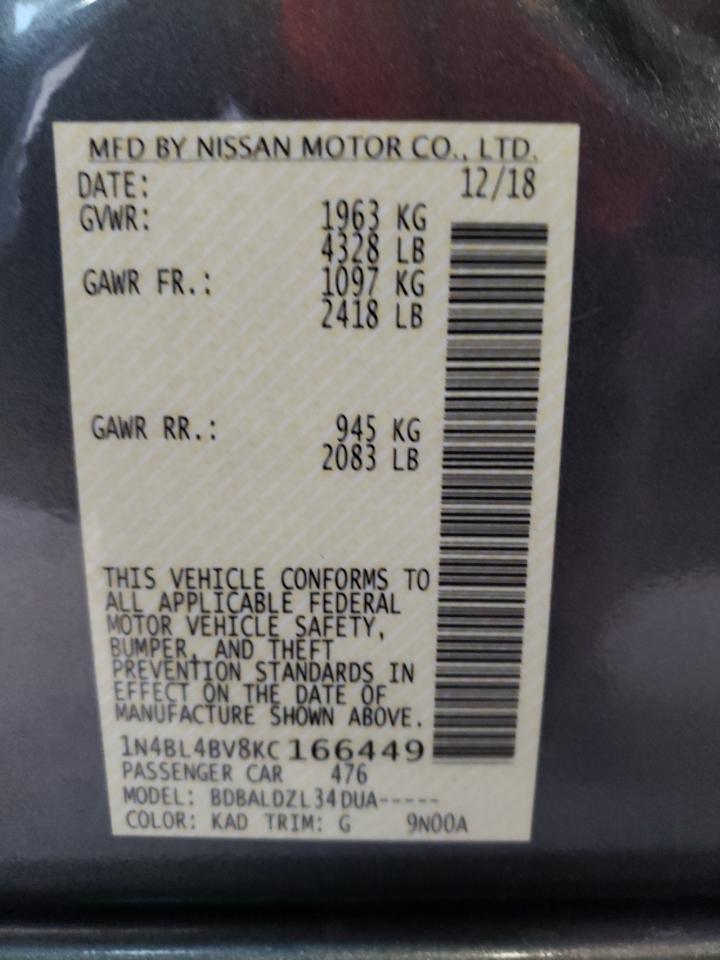 MFD BY NISSAN MOTOR CO., LTD.
DATE: 12/18
GVWR: 1963 KG
4328 LB
GAWR FR.: 1097 KG
2418 LB
GAWR RR.: 945 KG
2083 LB
THIS VEHICLE CONFORMS TO
ALL APPLICABLE FEDERAL
MOTOR VEHICLE SAFETY,
BUMPER, AND THEFT
PREVENTION STANDARDS IN
EFFECT ON THE DATE OF
MANUFACTURE SHOWN ABOVE.
1N4BL4BV8KC166449
PASSENGER CAR 476
MODEL: BDBALDZL34DUA-----
COLOR: KAD TRIM: G 9N00A